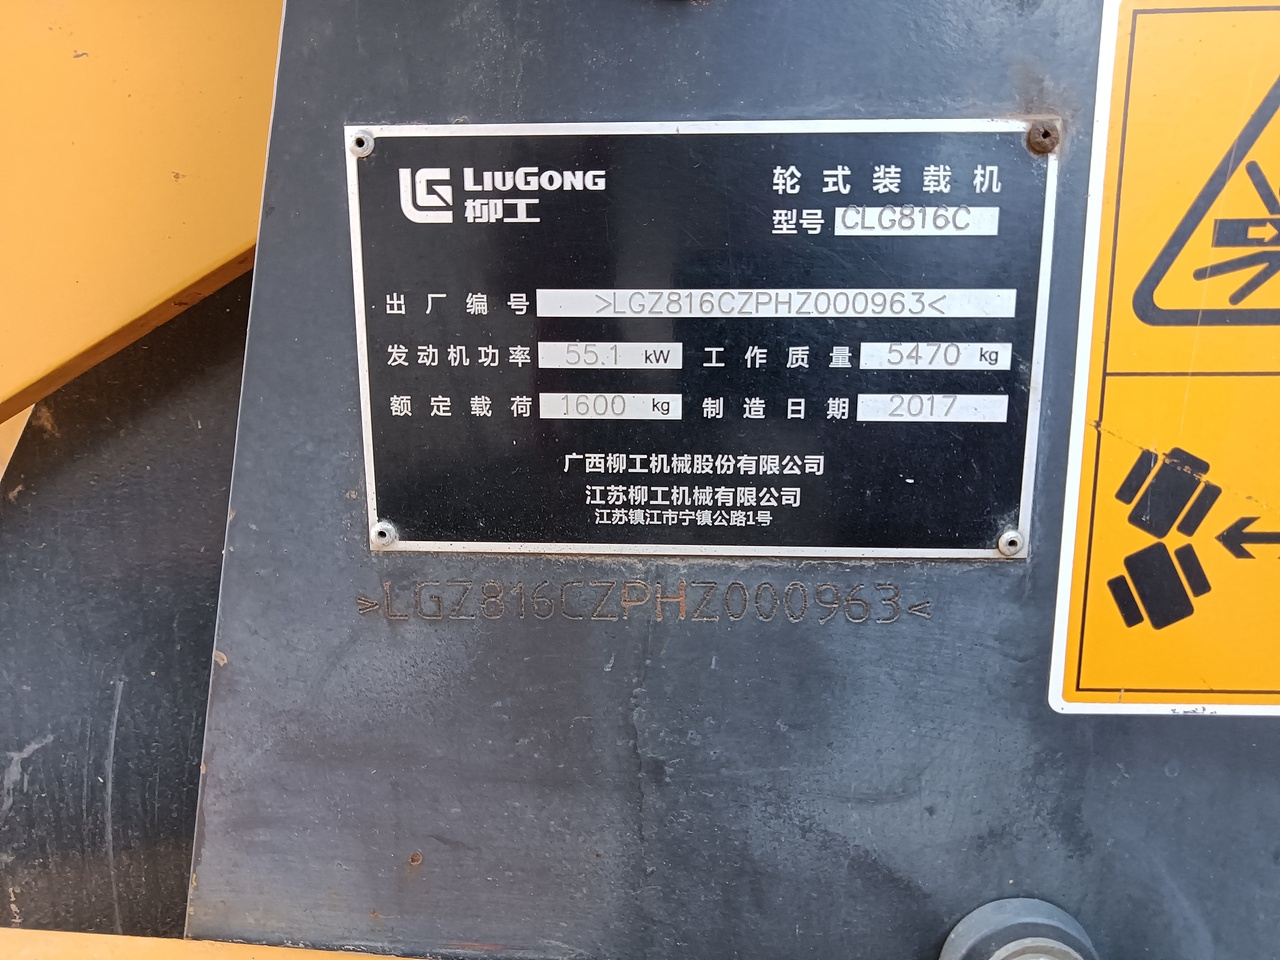 LG LIUGONG
柳工
轮式装载机
型号 CLG816C
出厂编号 >LGZ816CZPHZ000963<
发动机功率 55.1 kW 工作质量 5470 kg
额定载荷 1600 kg 制造日期 2017
广西柳工机械股份有限公司
江苏柳工机械有限公司
江苏镇江市宁镇公路1号
>LGZ816CZPHZ000963<